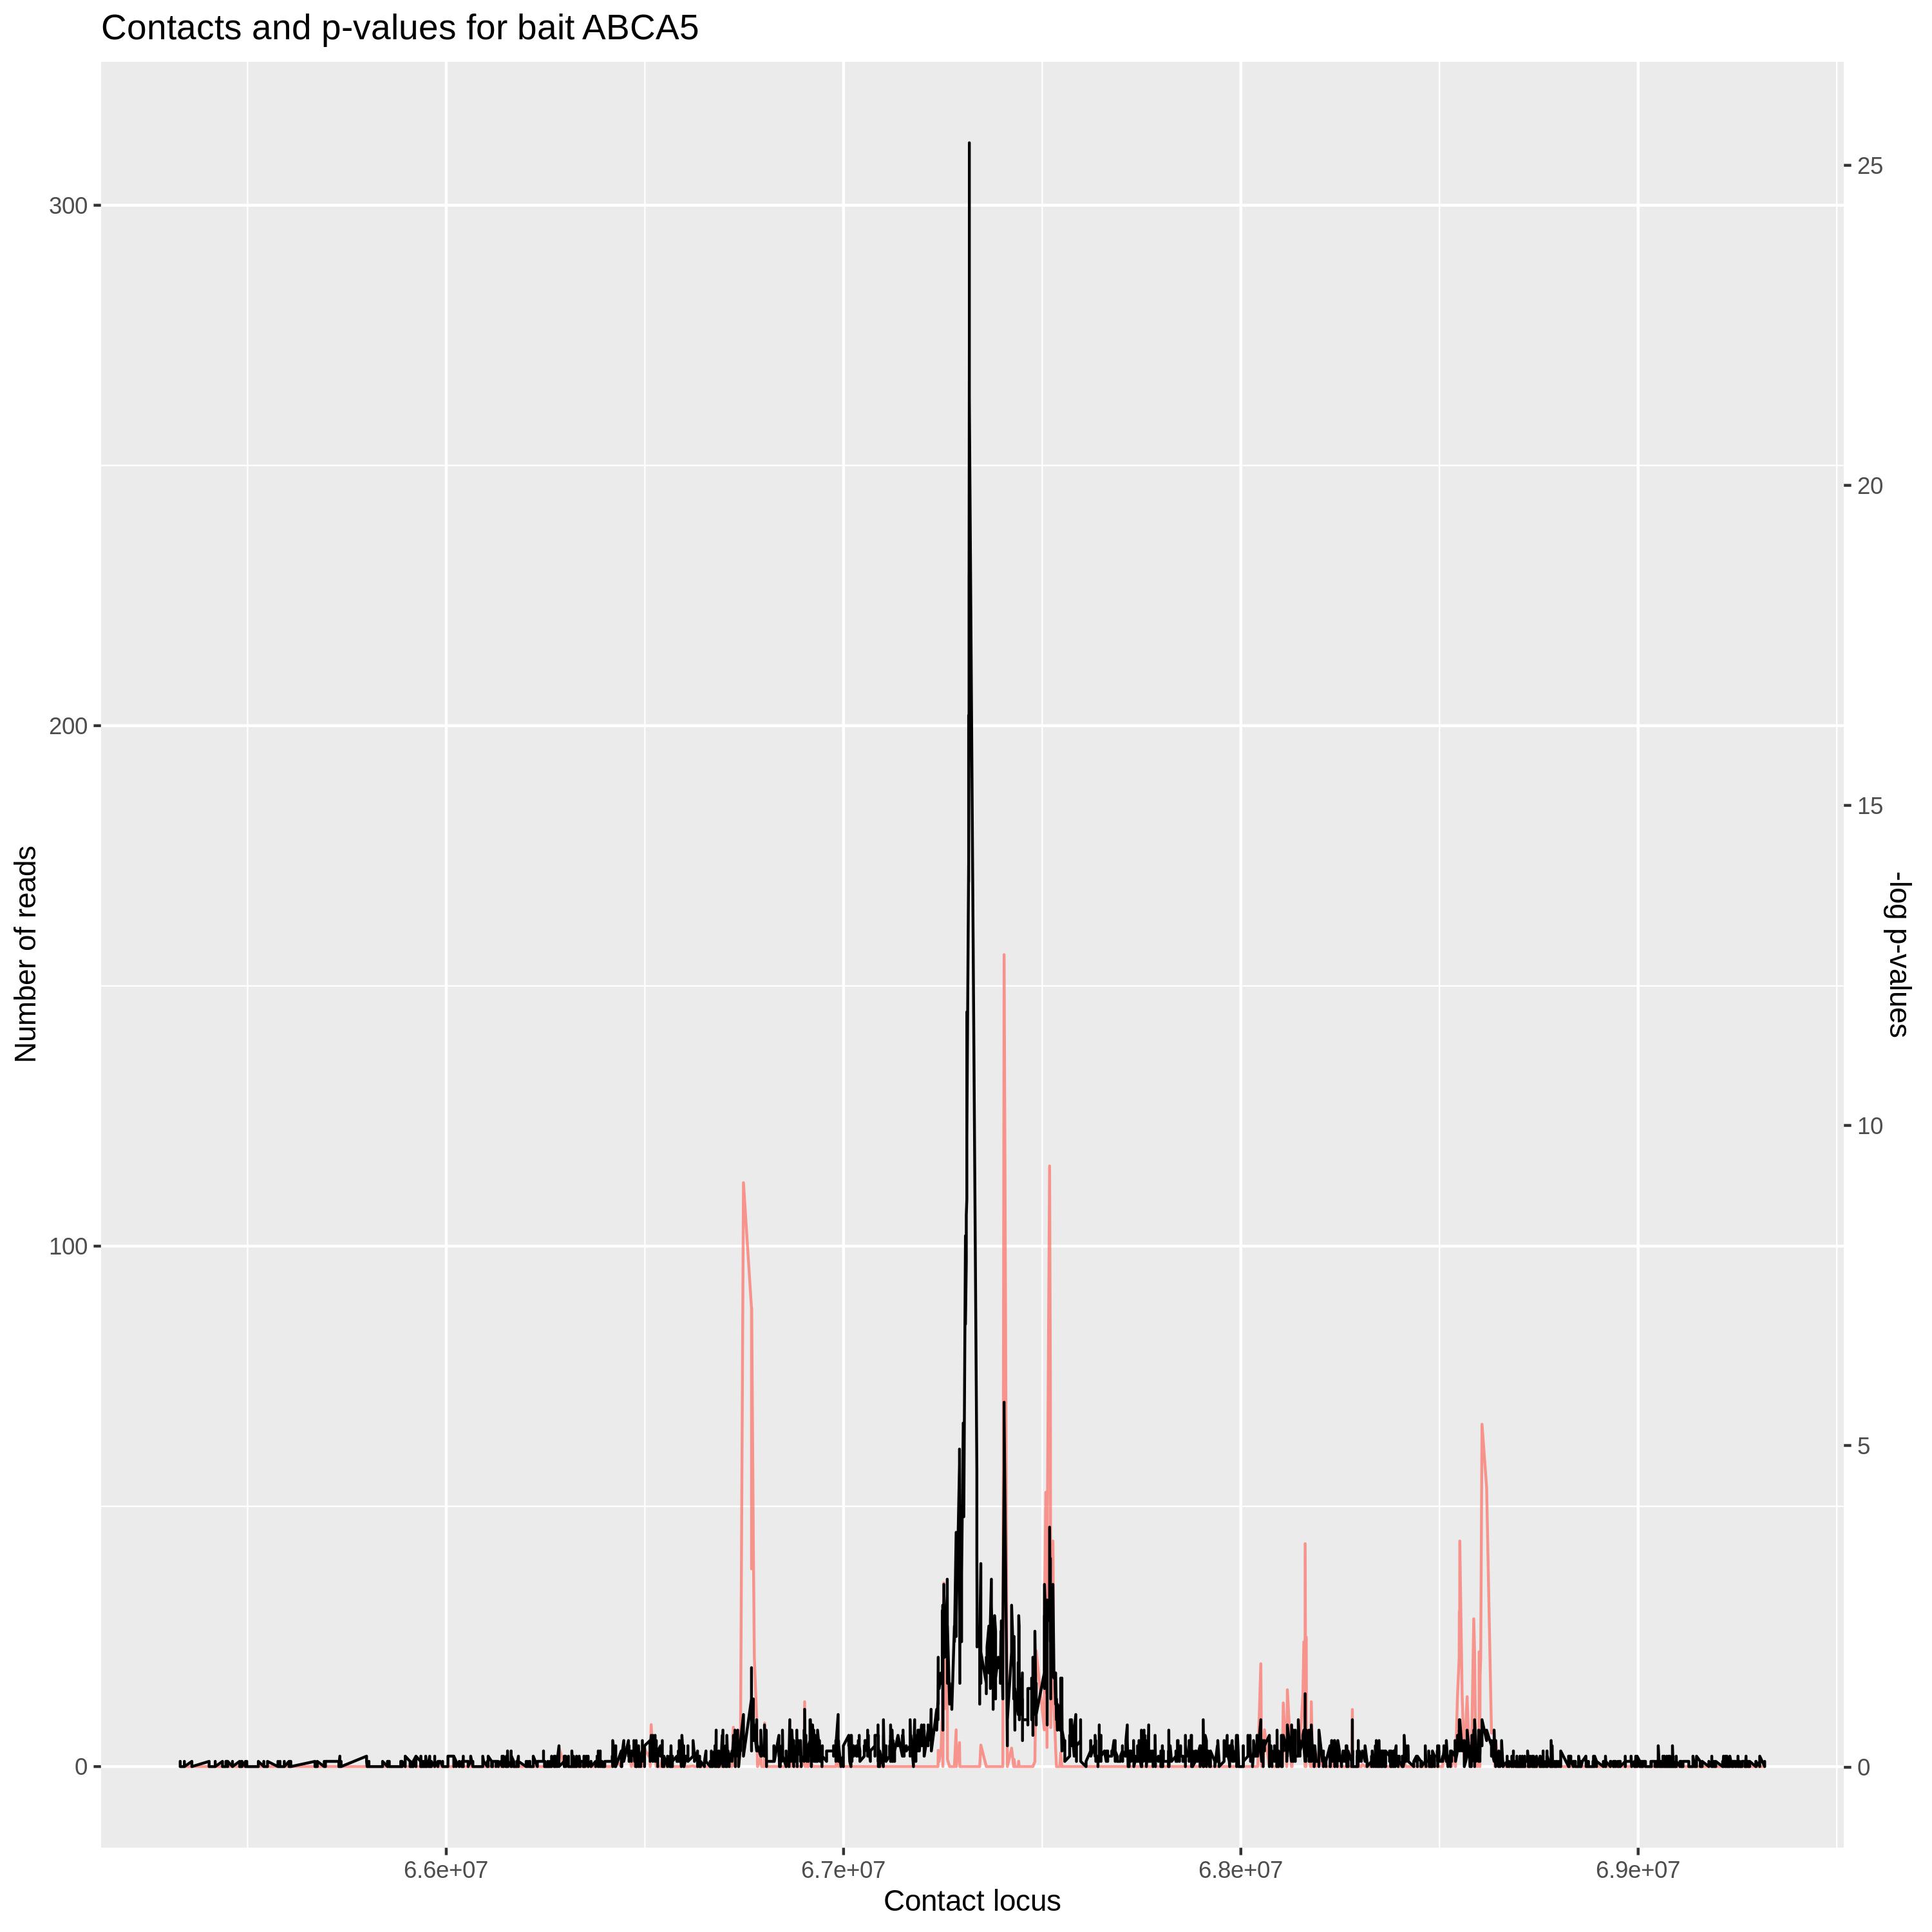 Contacts and p-values for bait ABCA5
300
200
100
0
25
20
15
10
5
0
Number of reads
-log p-values
6.6e+07
6.7e+07
6.8e+07
6.9e+07
Contact locus